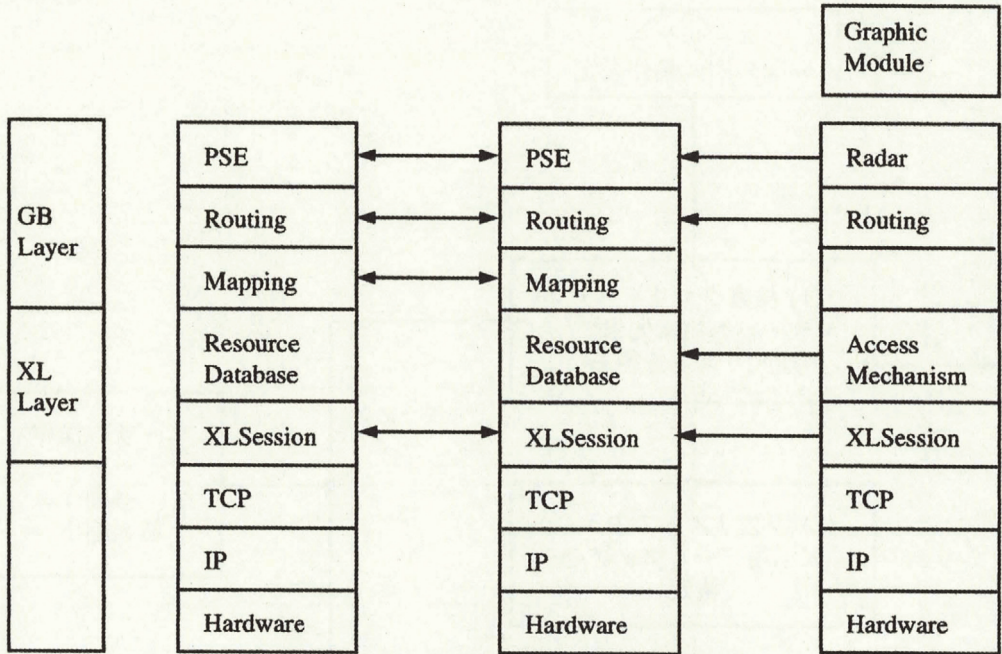 Graphic
Module
GB
Layer
XL
Layer
PSE
Routing
Mapping
Resource
Database
XLSession
TCP
IP
Hardware
PSE
Routing
Mapping
Resource
Database
XLSession
TCP
IP
Hardware
Radar
Routing
Access
Mechanism
XLSession
TCP
IP
Hardware